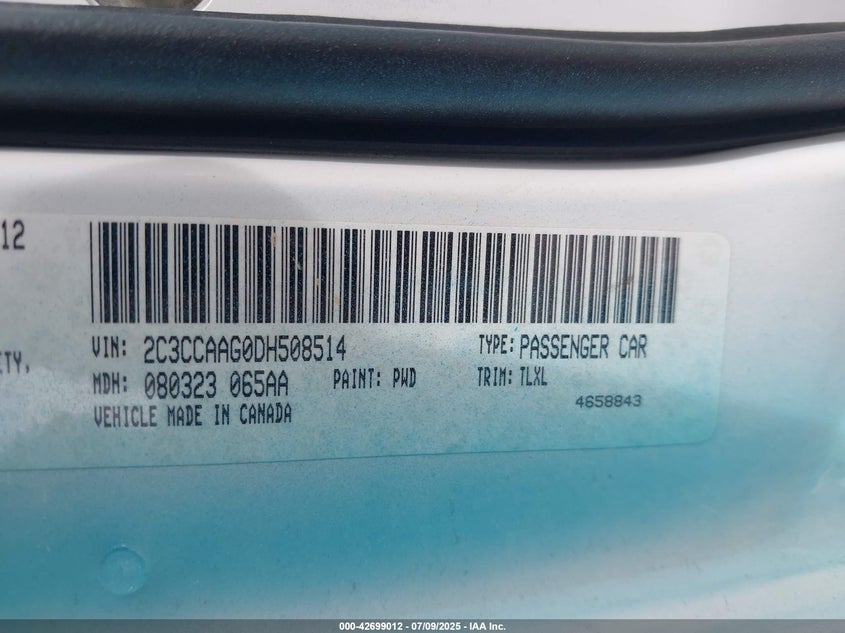 12
ITY,
VIN: 2C3CCAAG0DH508514
TYPE: PASSENGER CAR
MDH: 080323 065AA
PAINT: PWD
TRIM: TLXL
VEHICLE MADE IN CANADA
4658843
000-42699012 / 07/09/2025 - IAA Inc.